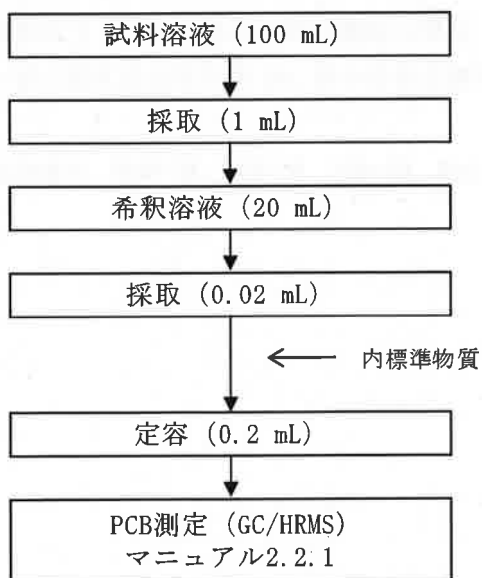 試料溶液 (100 mL)
採取 (1 mL)
希釈溶液 (20 mL)
採取 (0.02 mL)
内標準物質
定容 (0.2 mL)
PCB測定 (GC/HRMS)
マニュアル2.2.1